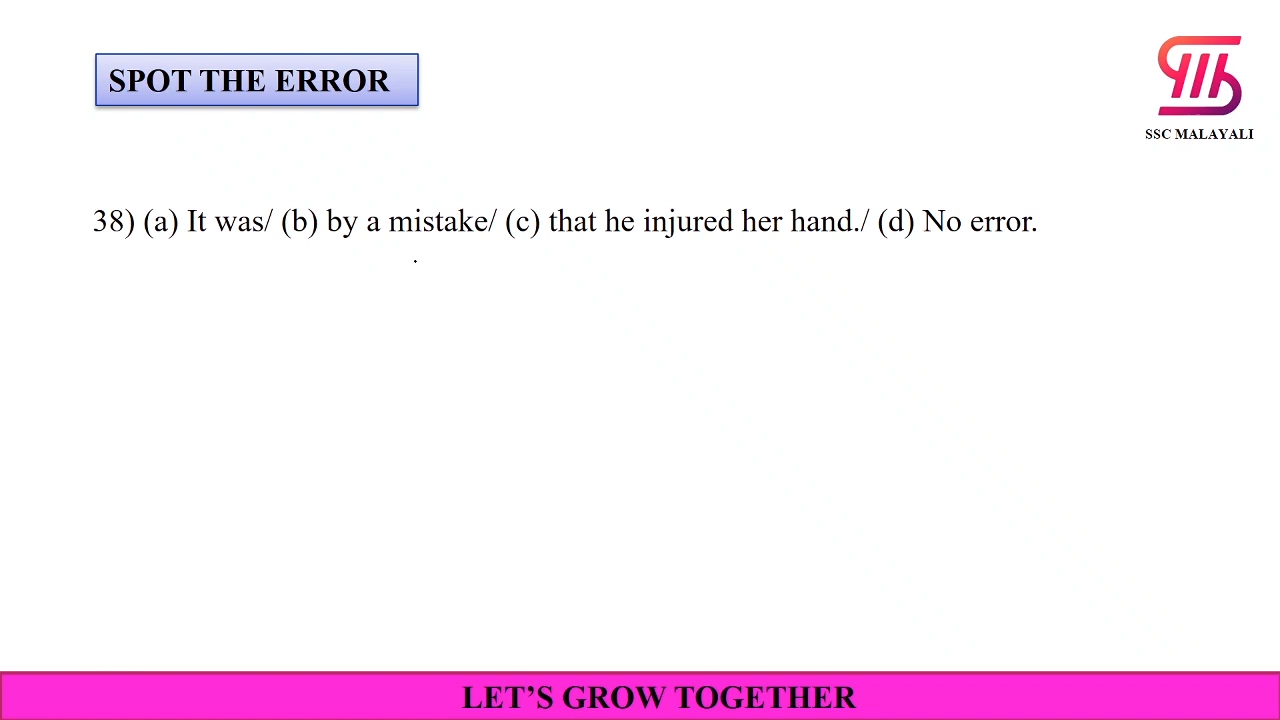 SPOT THE ERROR
SSC MALAYALI
38) (a) It was/ (b) by a mistake/ (c) that he injured her hand./ (d) No error.
LET’S GROW TOGETHER